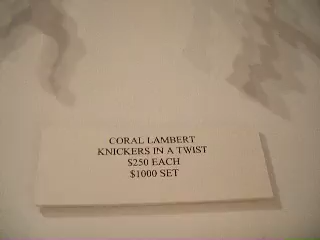 CORAL LAMBERT
KNICKERS IN A TWIST
$250 EACH
$1000 SET